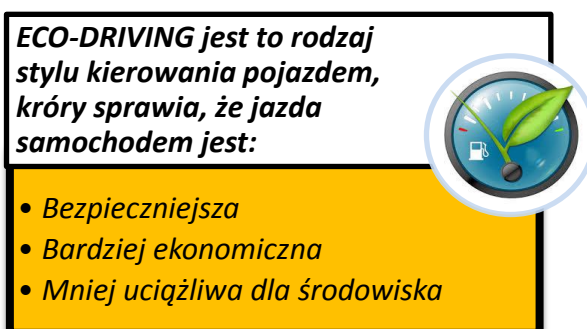 ECO-DRIVING jest to rodzaj
stylu kierowania pojazdem,
króry sprawia, że jazda
samochodem jest:
• Bezpieczniejsza
• Bardziej ekonomiczna
• Mniej uciążliwa dla środowiska